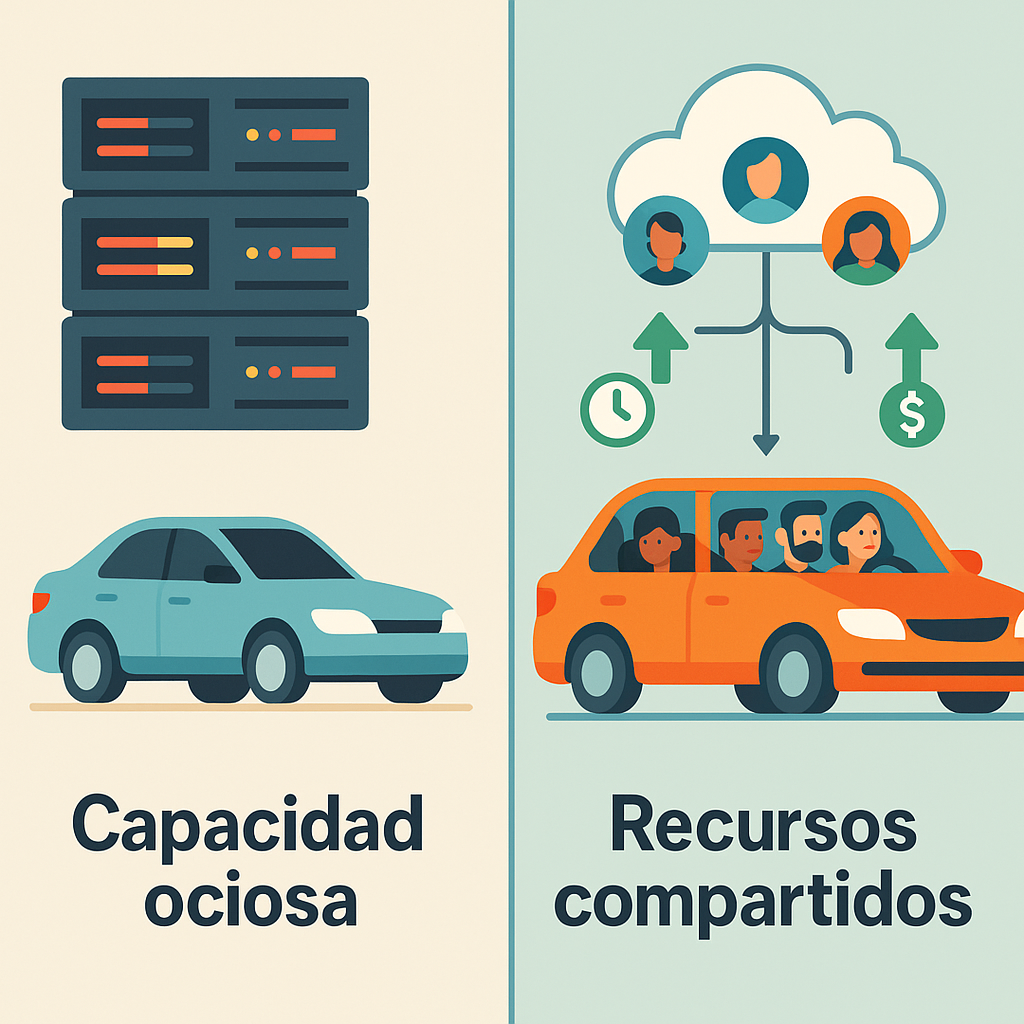 $
Capacidad
ociosa
Recursos
compartidos